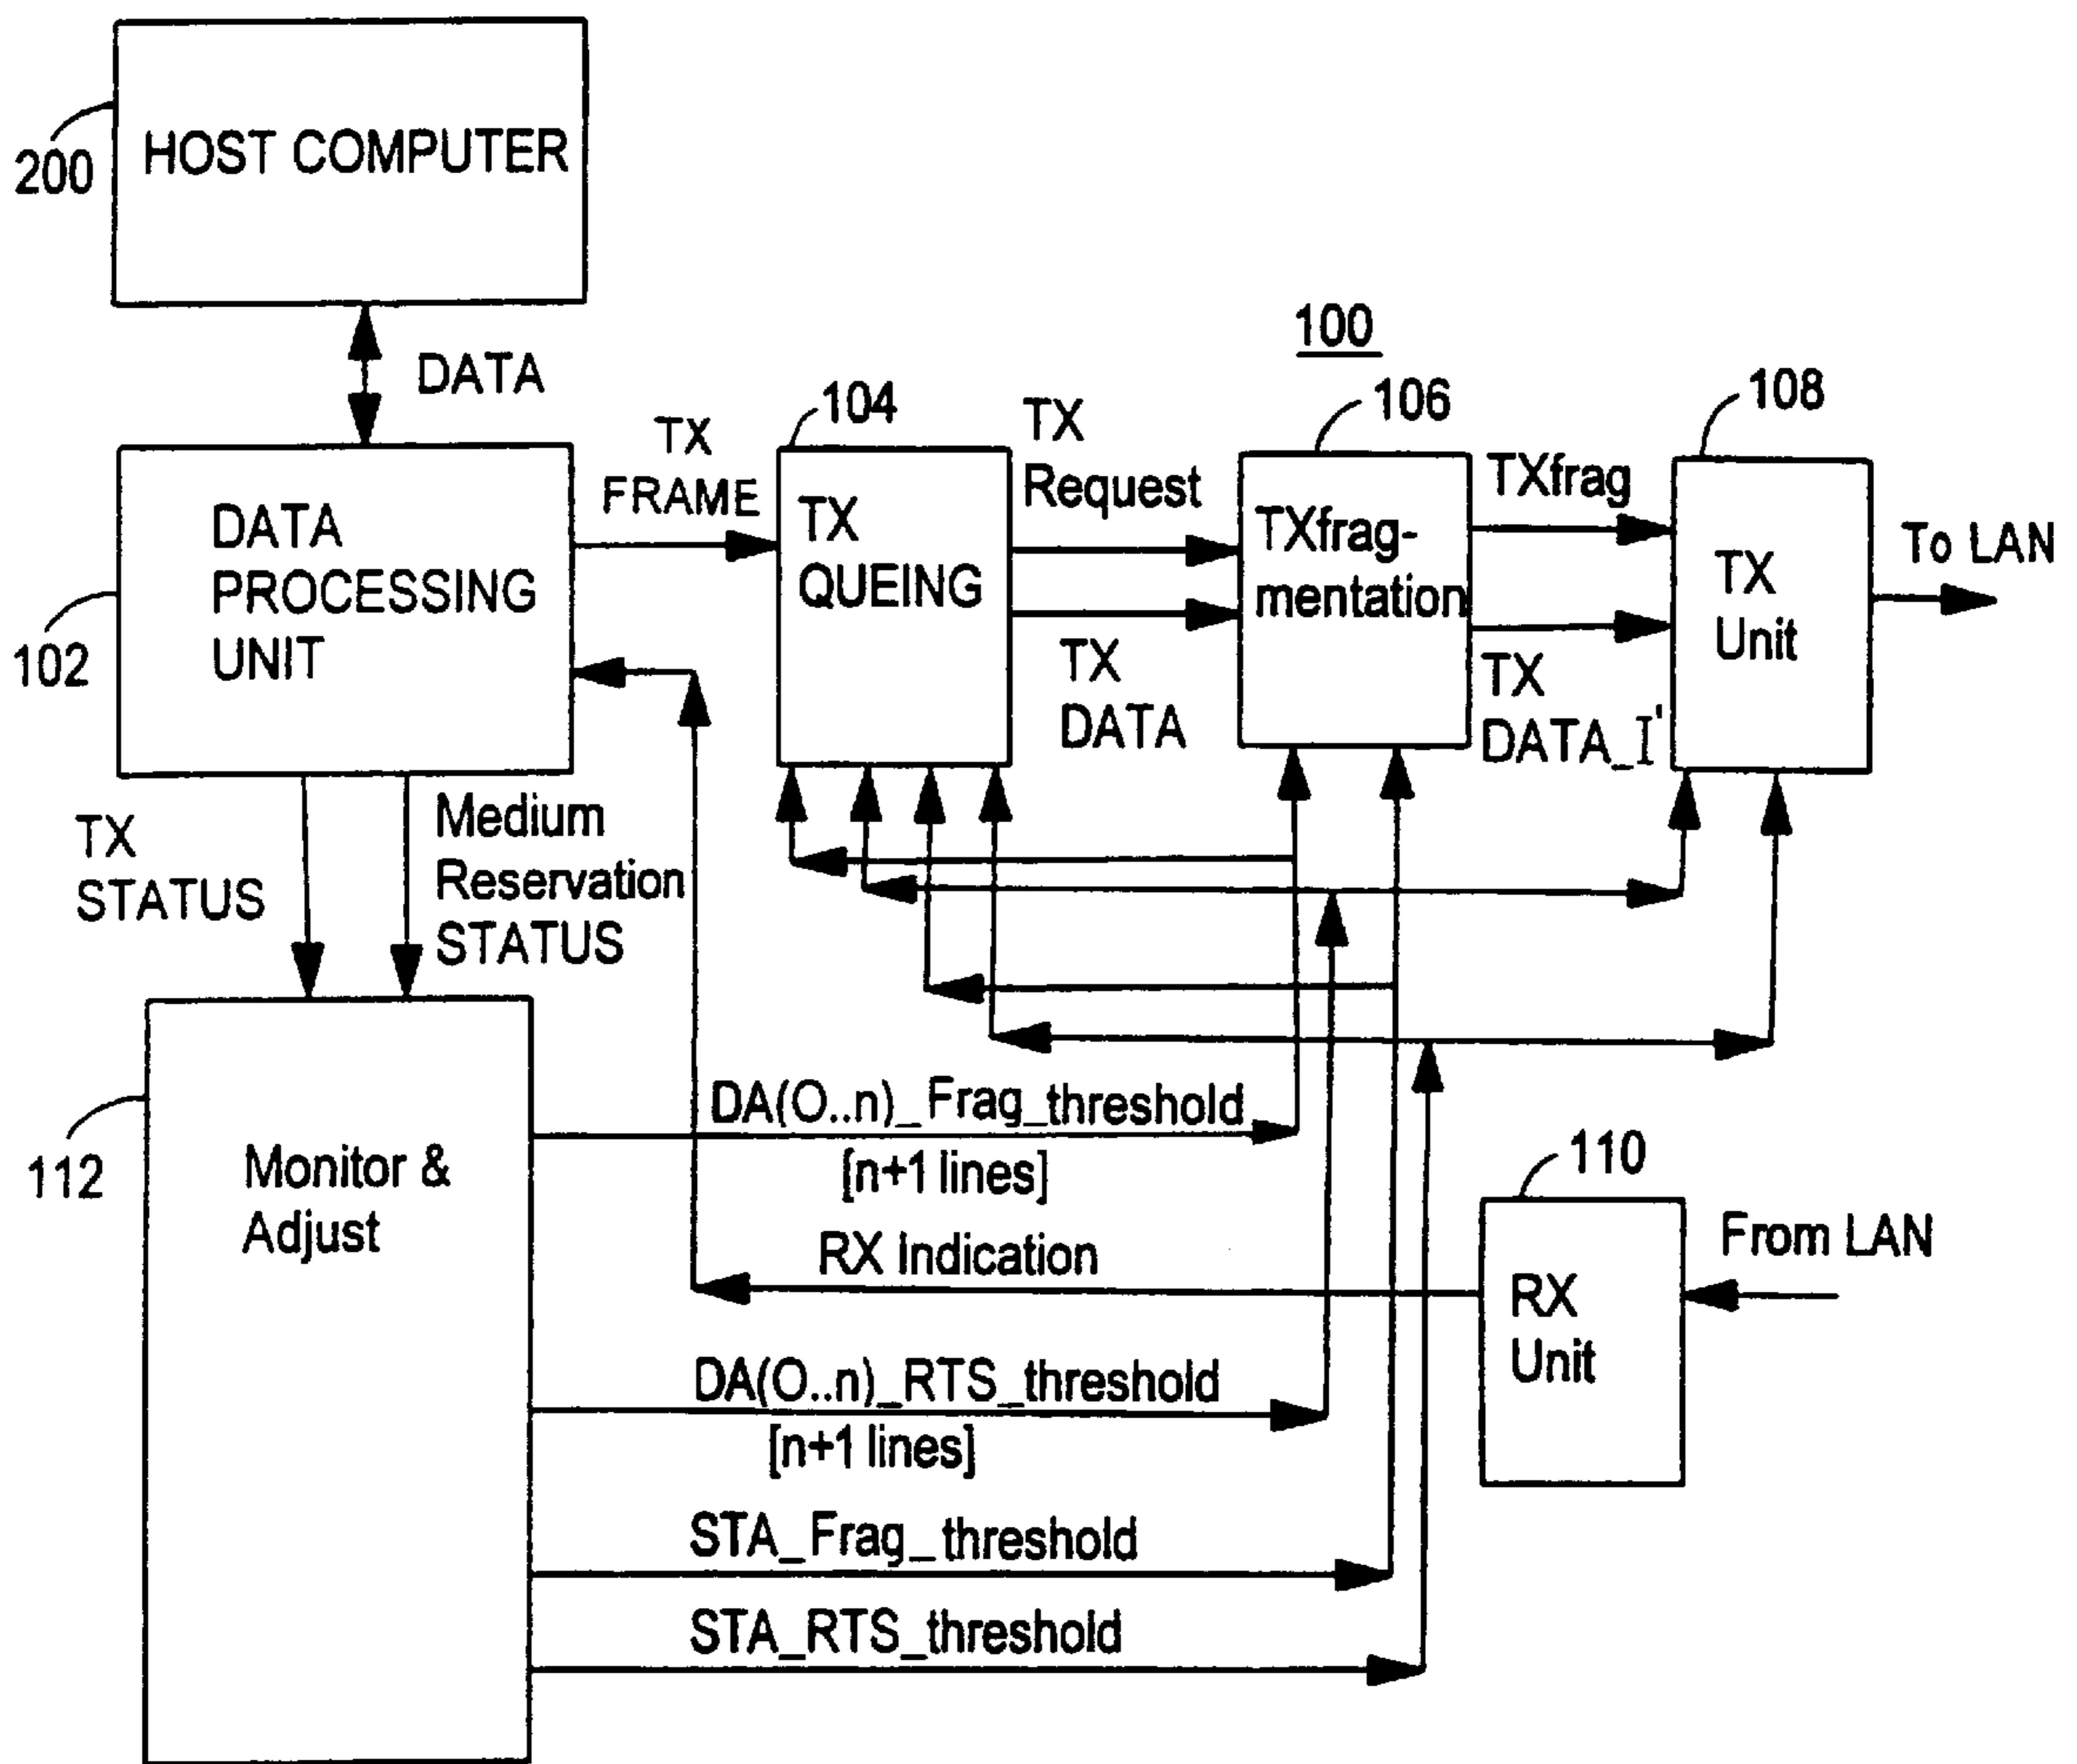 HOST COMPUTER
200
DATA
100
104
106
108
TX
FRAME
TX
Request
TXfrag
To LAN
DATA
PROCESSING
UNIT
102
TX
QUEING
TXfrag-
mentation
TX
Unit
TX
DATA
TX
DATA_I'
TX
STATUS
Medium
Reservation
STATUS
112
Monitor &
Adjust
DA(O..n)_Frag_threshold
[n+1 lines]
110
RX Indication
From LAN
RX
Unit
DA(O..n)_RTS_threshold
[n+1 lines]
STA_Frag_threshold
STA_RTS_threshold